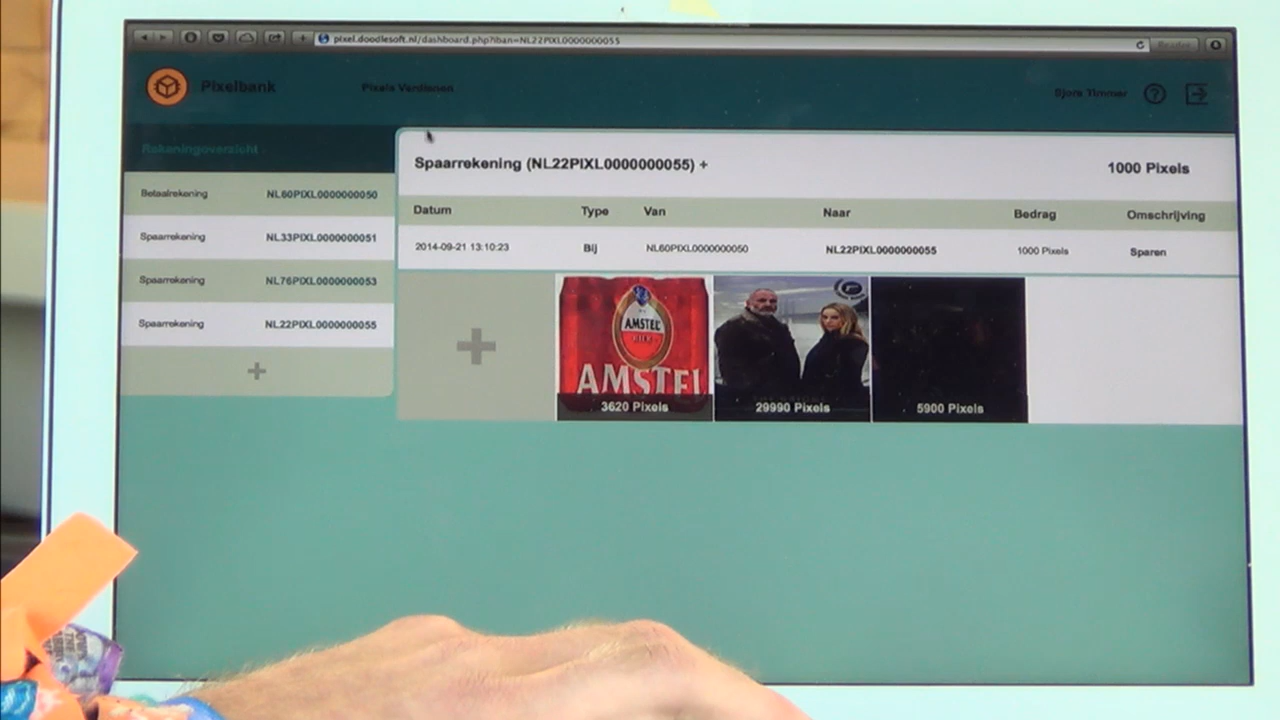 pixel.doodlesoft.nl/dashboard.php?iban=NL22PIXL0000000055
Reader
Pixelbank
Pixels Verdienen
Sjors Timmer
Rekeningoverzicht
Betaalrekening NL60PIXL0000000050
Spaarrekening NL33PIXL0000000051
Spaarrekening NL76PIXL0000000053
Spaarrekening NL22PIXL0000000055
+
Spaarrekening (NL22PIXL0000000055) +
1000 Pixels
Datum Type Van Naar Bedrag Omschrijving
2014-09-21 13:10:23 Bij NL60PIXL0000000050 NL22PIXL0000000055 1000 Pixels Sparen
+
AMSTEL
BIER
AMSTEL
3620 Pixels
29990 Pixels
5900 Pixels